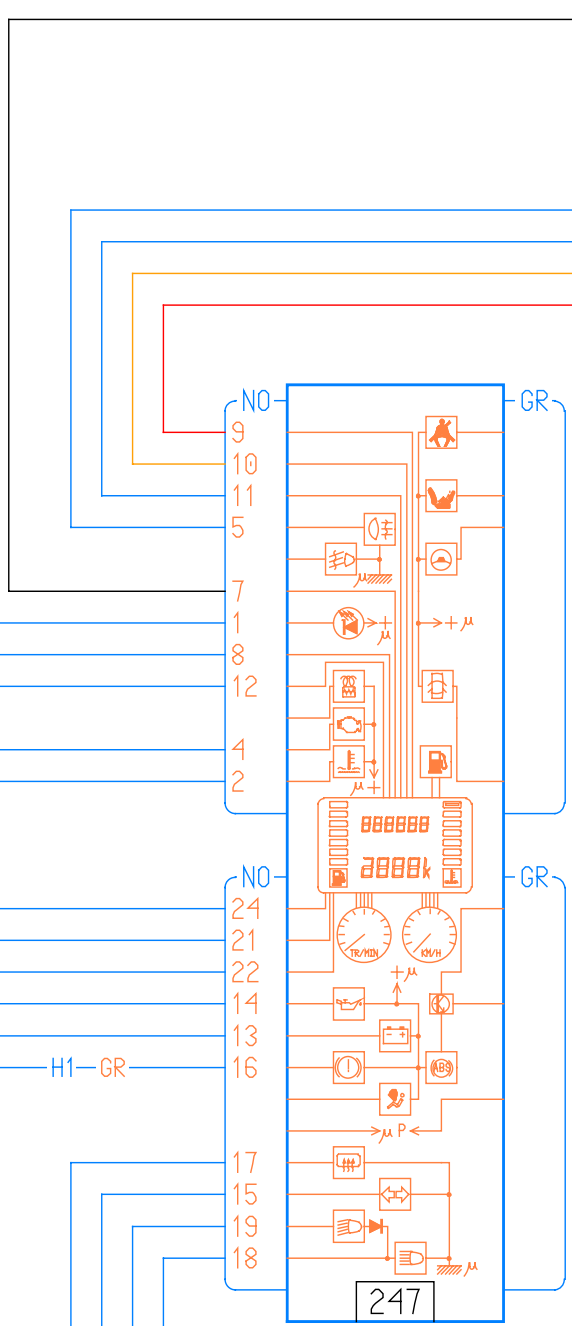 NO GR
9
10
11
5
µ
7
1
+ µ
+ µ
8
12
4
2
µ +
888888
2888k
NO GR
24
21
TR/MIN KM/H
22
+ µ
14
13
- +
H1 GR 16
ABS
µ P
17
15
19
18
µ
247